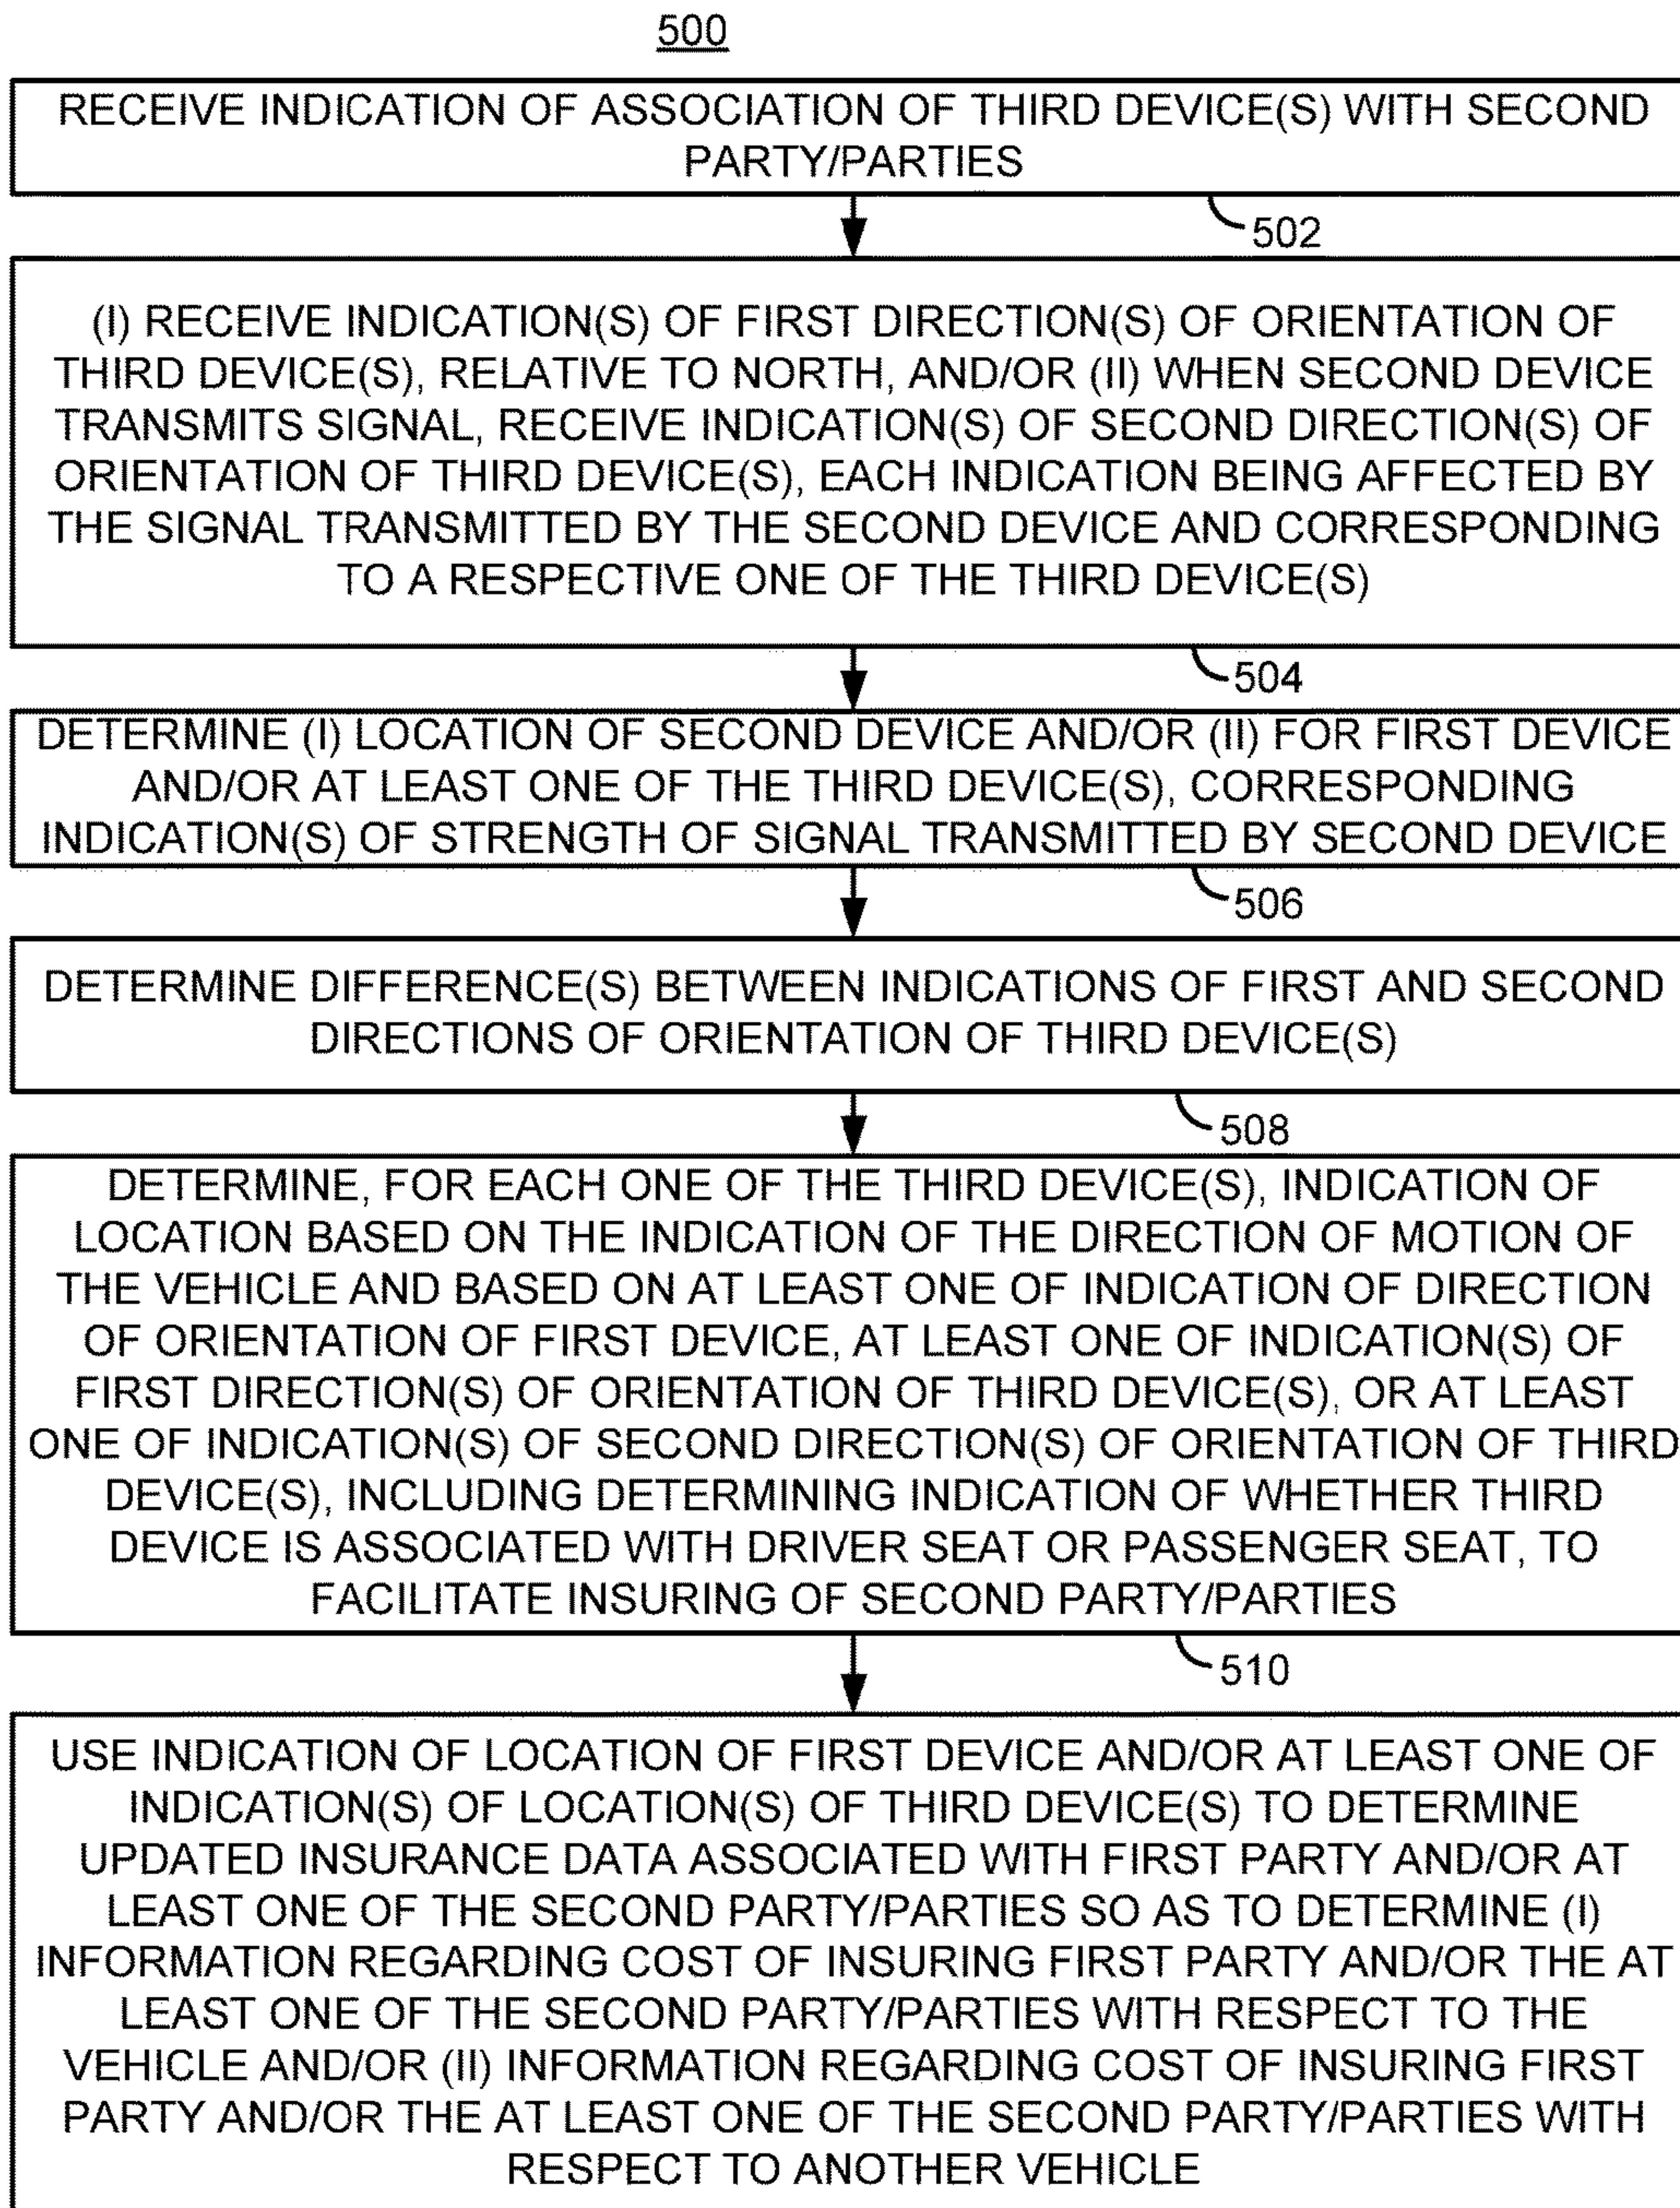 500
RECEIVE INDICATION OF ASSOCIATION OF THIRD DEVICE(S) WITH SECOND
PARTY/PARTIES
502
(I) RECEIVE INDICATION(S) OF FIRST DIRECTION(S) OF ORIENTATION OF
THIRD DEVICE(S), RELATIVE TO NORTH, AND/OR (II) WHEN SECOND DEVICE
TRANSMITS SIGNAL, RECEIVE INDICATION(S) OF SECOND DIRECTION(S) OF
ORIENTATION OF THIRD DEVICE(S), EACH INDICATION BEING AFFECTED BY
THE SIGNAL TRANSMITTED BY THE SECOND DEVICE AND CORRESPONDING
TO A RESPECTIVE ONE OF THE THIRD DEVICE(S)
504
DETERMINE (I) LOCATION OF SECOND DEVICE AND/OR (II) FOR FIRST DEVICE
AND/OR AT LEAST ONE OF THE THIRD DEVICE(S), CORRESPONDING
INDICATION(S) OF STRENGTH OF SIGNAL TRANSMITTED BY SECOND DEVICE
506
DETERMINE DIFFERENCE(S) BETWEEN INDICATIONS OF FIRST AND SECOND
DIRECTIONS OF ORIENTATION OF THIRD DEVICE(S)
508
DETERMINE, FOR EACH ONE OF THE THIRD DEVICE(S), INDICATION OF
LOCATION BASED ON THE INDICATION OF THE DIRECTION OF MOTION OF
THE VEHICLE AND BASED ON AT LEAST ONE OF INDICATION OF DIRECTION
OF ORIENTATION OF FIRST DEVICE, AT LEAST ONE OF INDICATION(S) OF
FIRST DIRECTION(S) OF ORIENTATION OF THIRD DEVICE(S), OR AT LEAST
ONE OF INDICATION(S) OF SECOND DIRECTION(S) OF ORIENTATION OF THIRD
DEVICE(S), INCLUDING DETERMINING INDICATION OF WHETHER THIRD
DEVICE IS ASSOCIATED WITH DRIVER SEAT OR PASSENGER SEAT, TO
FACILITATE INSURING OF SECOND PARTY/PARTIES
510
USE INDICATION OF LOCATION OF FIRST DEVICE AND/OR AT LEAST ONE OF
INDICATION(S) OF LOCATION(S) OF THIRD DEVICE(S) TO DETERMINE
UPDATED INSURANCE DATA ASSOCIATED WITH FIRST PARTY AND/OR AT
LEAST ONE OF THE SECOND PARTY/PARTIES SO AS TO DETERMINE (I)
INFORMATION REGARDING COST OF INSURING FIRST PARTY AND/OR THE AT
LEAST ONE OF THE SECOND PARTY/PARTIES WITH RESPECT TO THE
VEHICLE AND/OR (II) INFORMATION REGARDING COST OF INSURING FIRST
PARTY AND/OR THE AT LEAST ONE OF THE SECOND PARTY/PARTIES WITH
RESPECT TO ANOTHER VEHICLE